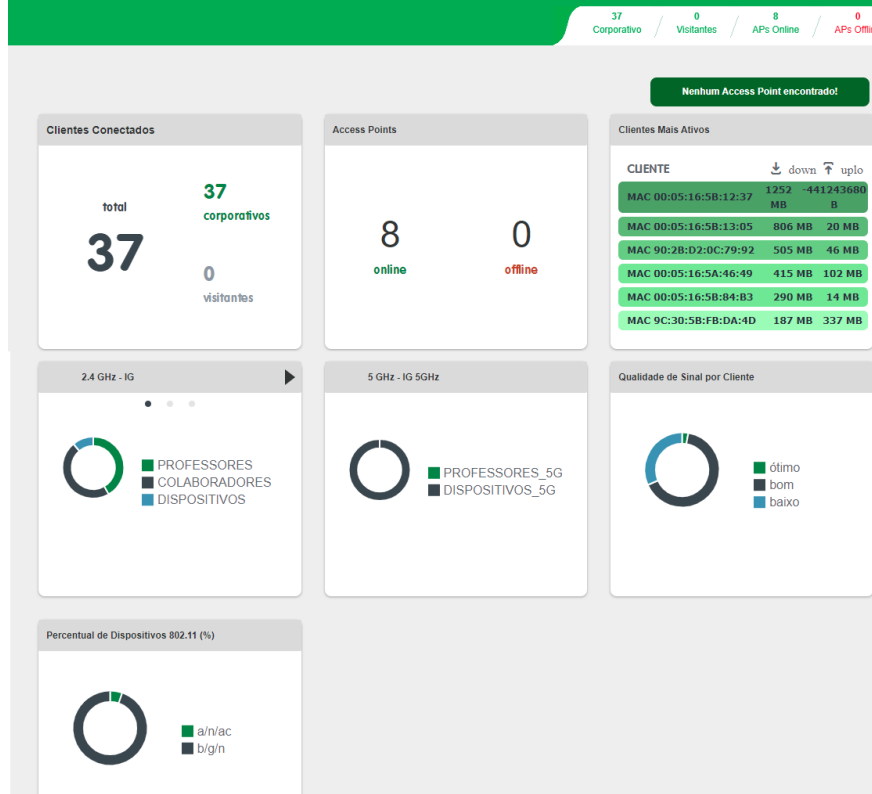 37 0 8 0
Corporativo Visitantes APs Online APs Offlin
Nenhum Access Point encontrado!
Clientes Conectados
total
37
37
corporativos
0
visitantes
Access Points
8
online
0
offline
Clientes Mais Ativos
CLIENTE down uplo
MAC 00:05:16:5B:12:37 1252 MB -441243680 B
MAC 00:05:16:5B:13:05 806 MB 20 MB
MAC 90:2B:D2:0C:79:92 505 MB 46 MB
MAC 00:05:16:5A:46:49 415 MB 102 MB
MAC 00:05:16:5B:84:B3 290 MB 14 MB
MAC 9C:30:5B:FB:DA:4D 187 MB 337 MB
2.4 GHz - IG
PROFESSORES
COLABORADORES
DISPOSITIVOS
5 GHz - IG 5GHz
PROFESSORES_5G
DISPOSITIVOS_5G
Qualidade de Sinal por Cliente
ótimo
bom
baixo
Percentual de Dispositivos 802.11 (%)
a/n/ac
b/g/n